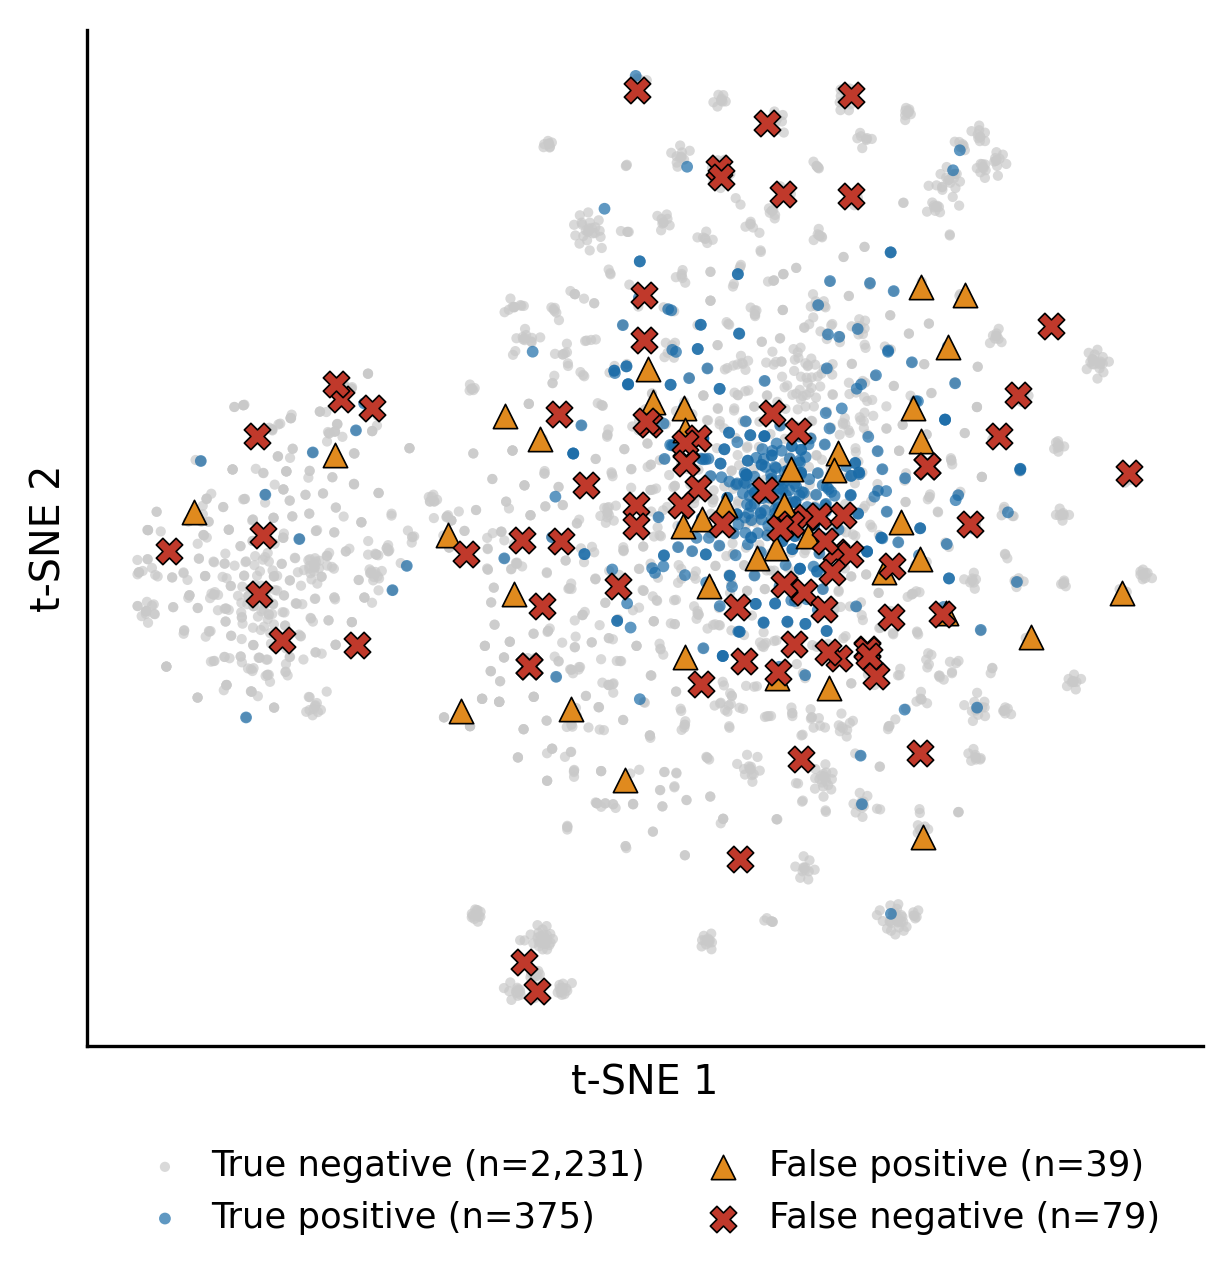 t-SNE 2
t-SNE 1
True negative (n=2,231)
True positive (n=375)
False positive (n=39)
False negative (n=79)